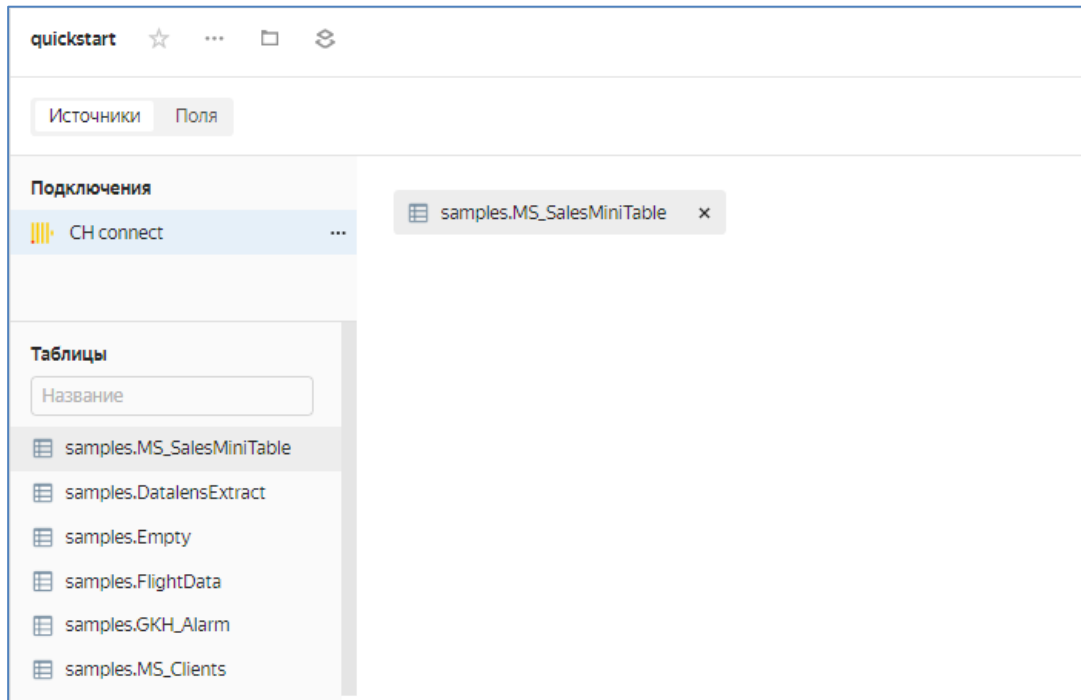 quickstart
Источники Поля
Подключения
CH connect
samples.MS_SalesMiniTable
Таблицы
Название
samples.MS_SalesMiniTable
samples.DatalensExtract
samples.Empty
samples.FlightData
samples.GKH_Alarm
samples.MS_Clients